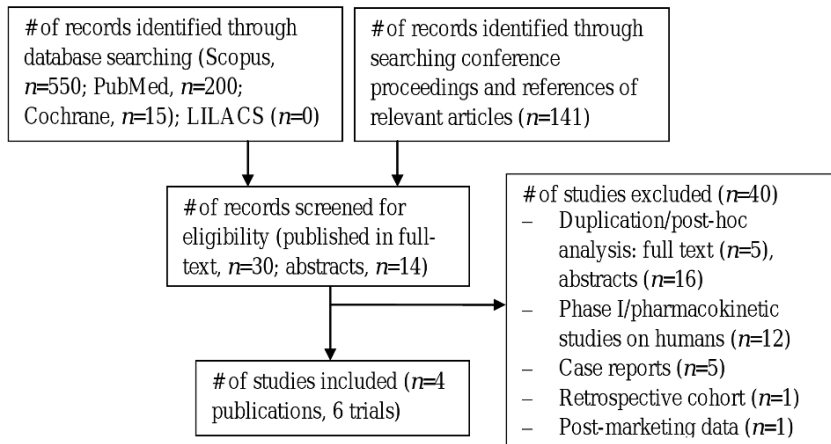 # of records identified through
database searching (Scopus,
n=550; PubMed, n=200;
Cochrane, n=15); LILACS (n=0)
# of records identified through
searching conference
proceedings and references of
relevant articles (n=141)
# of records screened for
eligibility (published in full-
text, n=30; abstracts, n=14)
# of studies excluded (n=40)
– Duplication/post-hoc
analysis: full text (n=5),
abstracts (n=16)
– Phase I/pharmacokinetic
studies on humans (n=12)
– Case reports (n=5)
– Retrospective cohort (n=1)
– Post-marketing data (n=1)
# of studies included (n=4
publications, 6 trials)